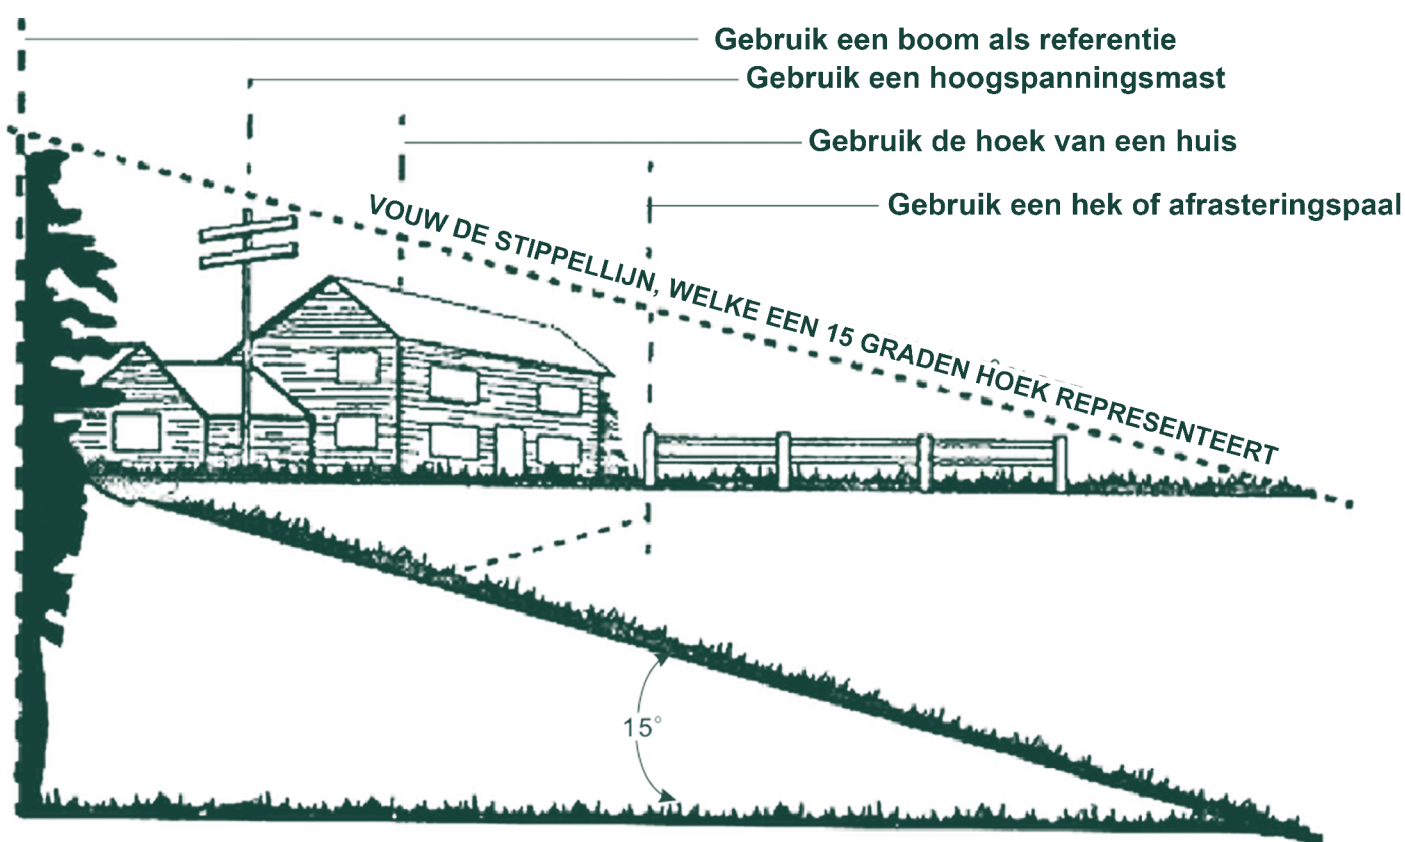 Gebruik een boom als referentie
Gebruik een hoogspanningsmast
Gebruik de hoek van een huis
Gebruik een hek of afrasteringspaal
VOUW DE STIPPELLIJN, WELKE EEN 15 GRADEN HOEK REPRESENTEERT
15°